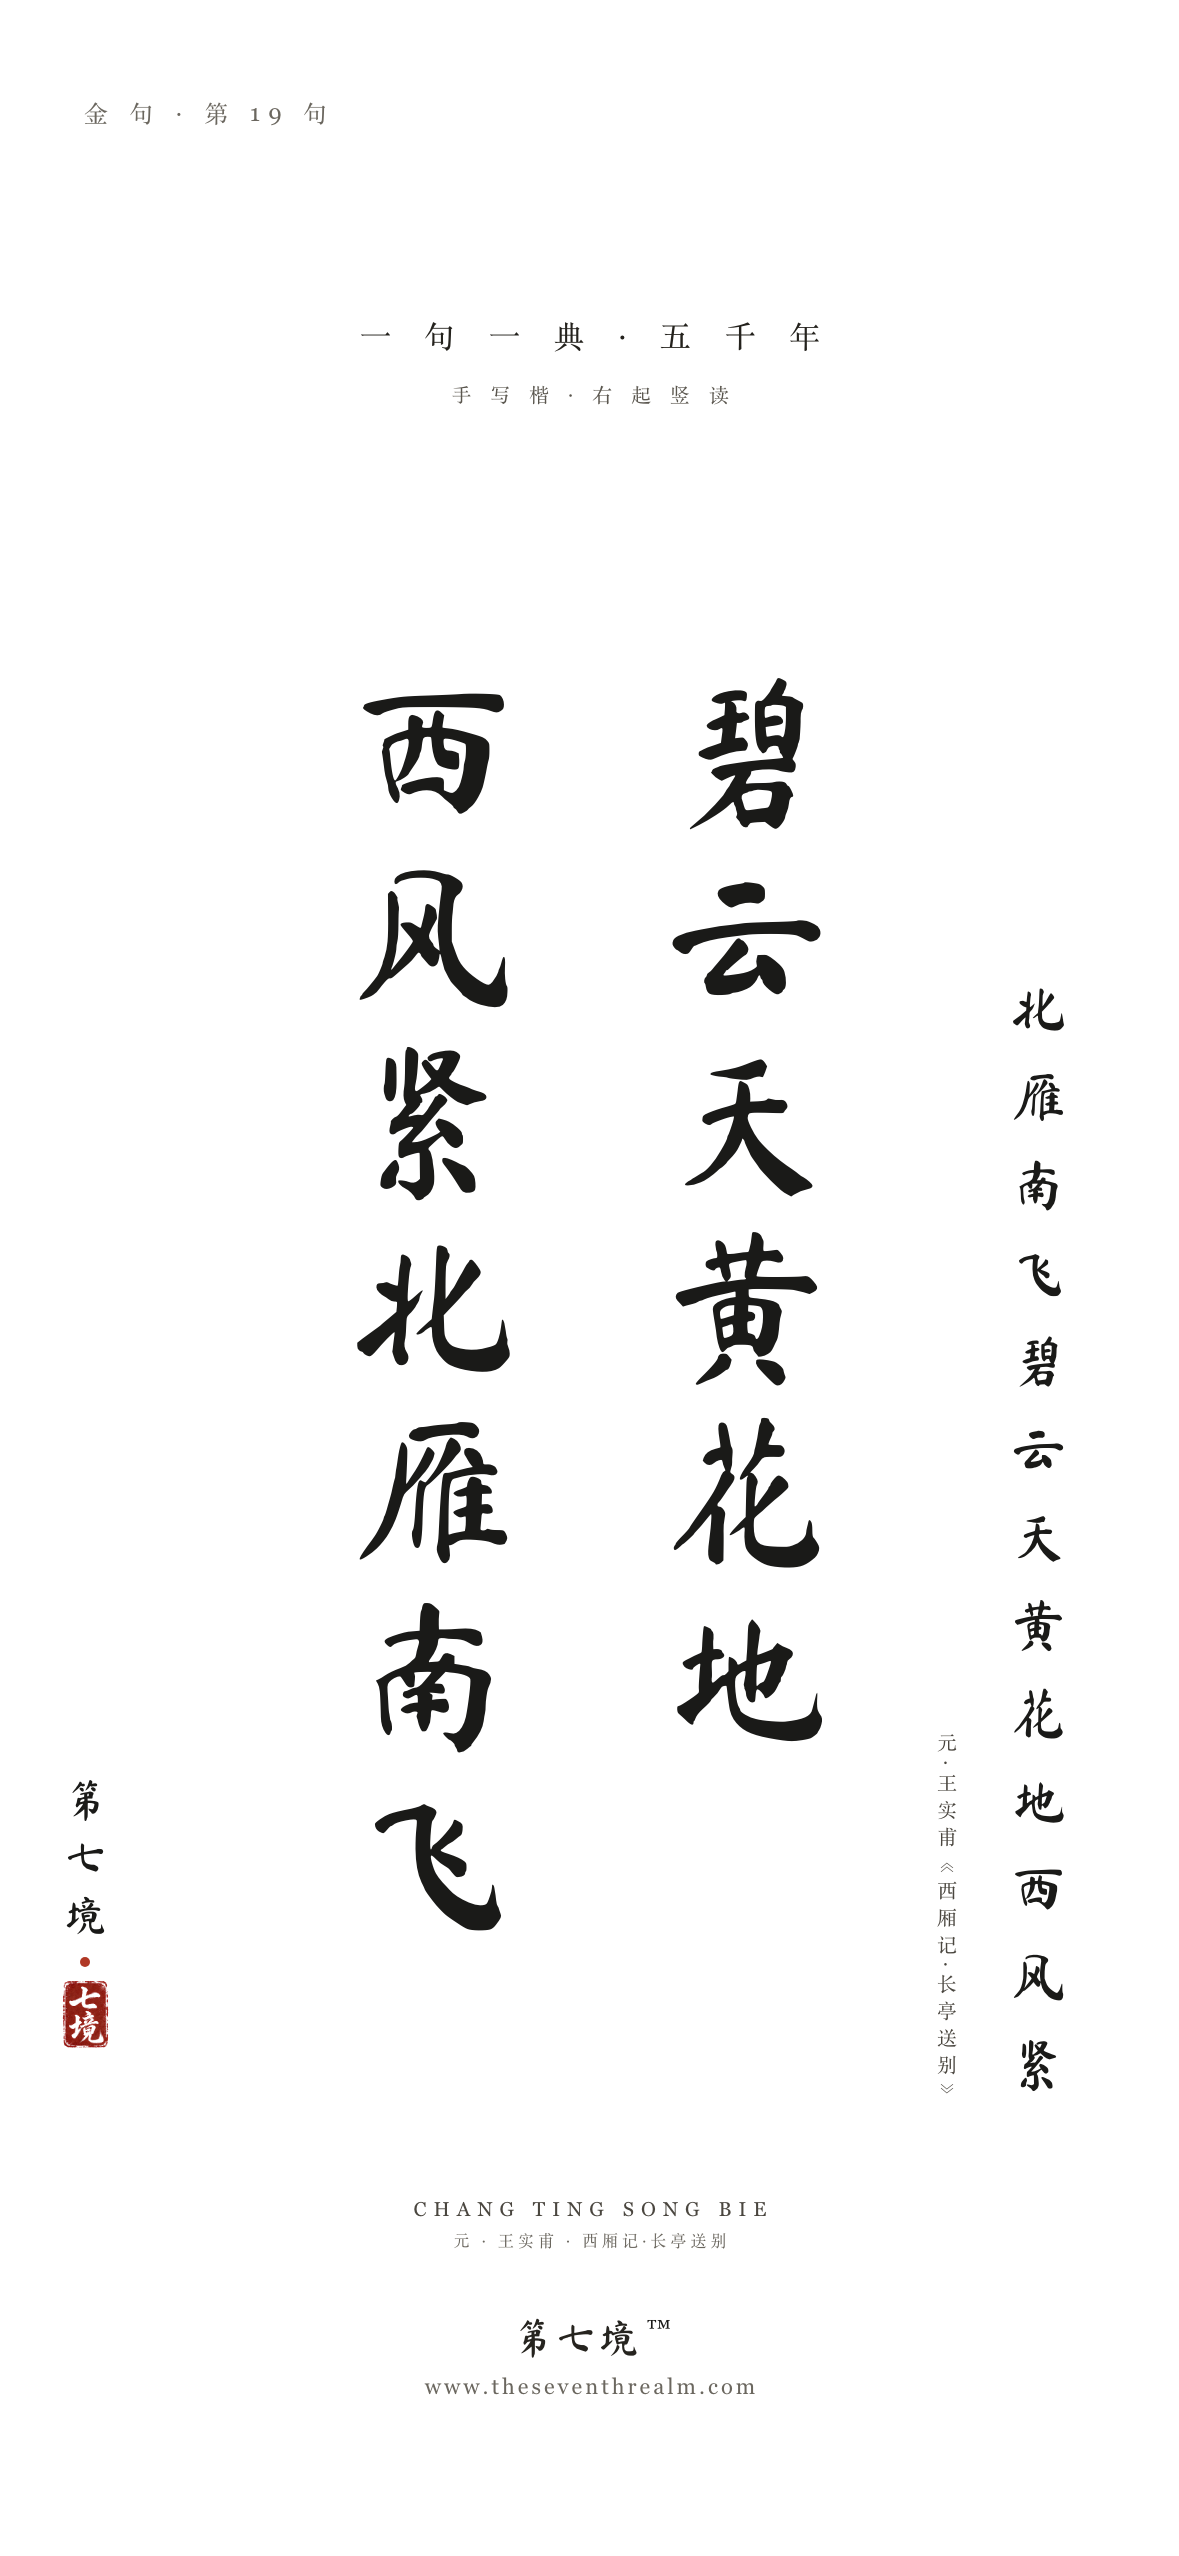 金句·第19句
一句一典·五千年
手写楷·右起竖读
北雁南飞碧云天黄花地西风紧
元·王实甫《西厢记·长亭送别》
碧云天黄花地
西风紧北雁南飞
第七境
七境
CHANG TING SONG BIE
元·王实甫·西厢记·长亭送别
第七境™
www.theseventhrealm.com